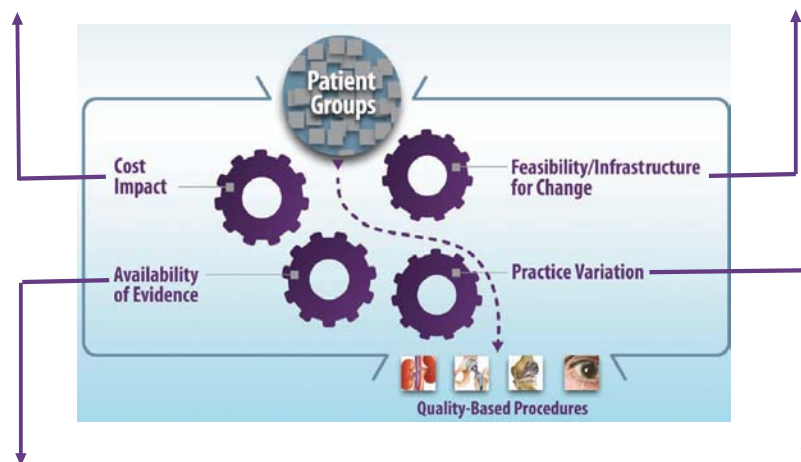 Patient
Groups
Cost
Impact
Feasibility/Infrastructure
for Change
Availability
of Evidence
Practice Variation
Quality-Based Procedures